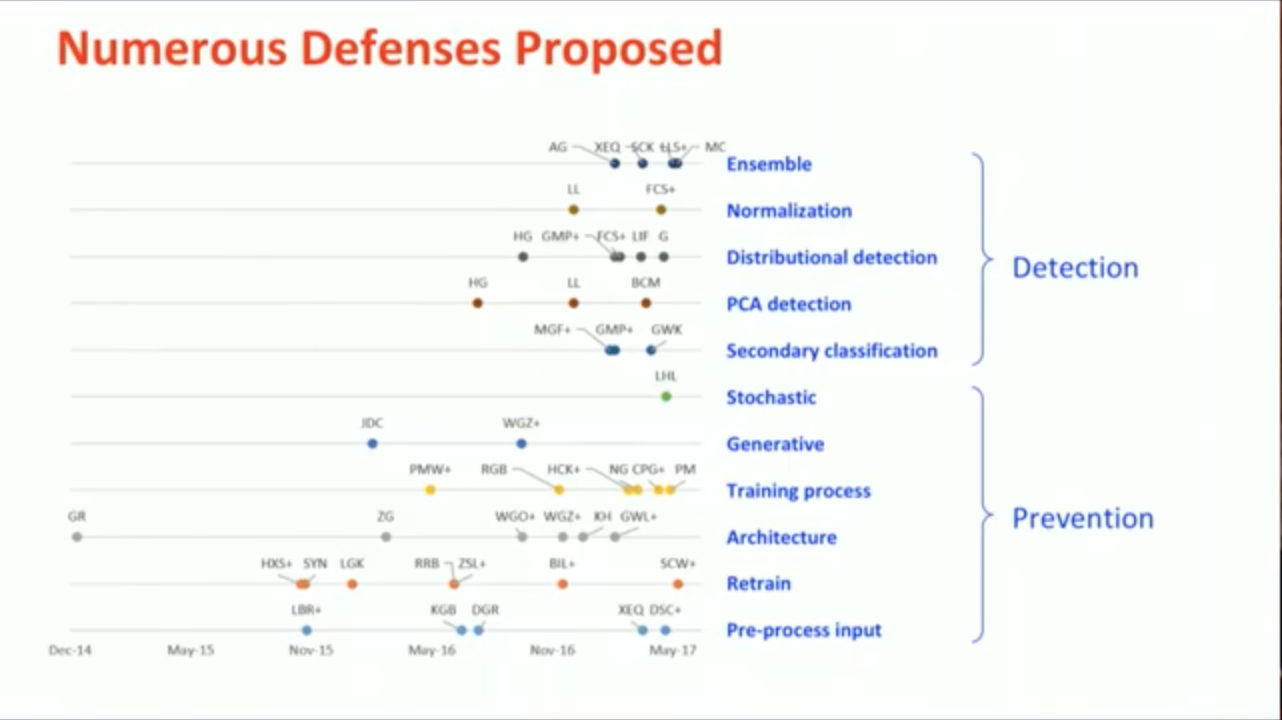 Numerous Defenses Proposed
AG XEQ SCK LLS+ MC
Ensemble
LL FCS+
Normalization
HG GMP+ FCS+ LIF G
Distributional detection
Detection
HG LL BCM
PCA detection
MGF+ GMP+ GWK
Secondary classification
LHL
Stochastic
JDC WGZ+
Generative
PMW+ RGB HCK+ NG CPG+ PM
Training process
Prevention
GR ZG WGO+ WGZ+ KH GWL+
Architecture
HXS+ SYN LGK RRB ZSL+ BIL+ SCW+
Retrain
LBR+ KGB DGR XEQ DSC+
Pre-process input
Dec-14 May-15 Nov-15 May-16 Nov-16 May-17